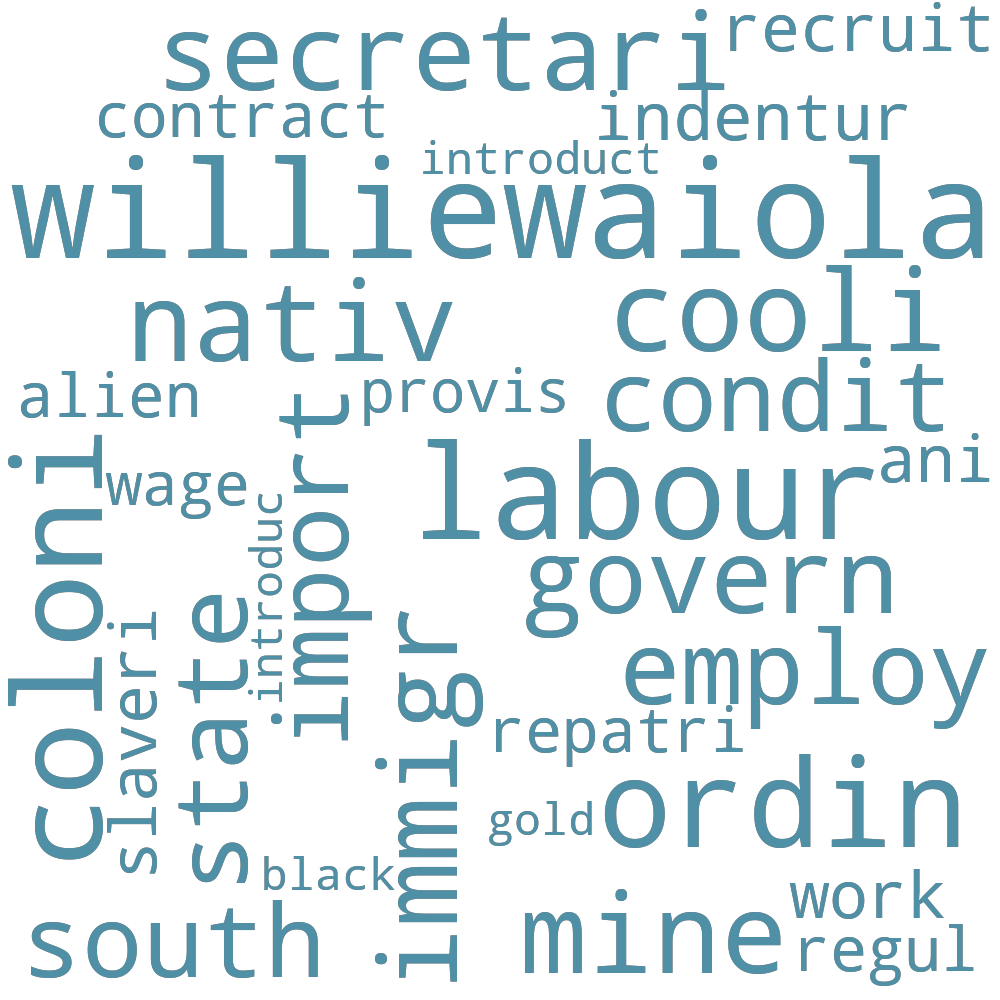 secretari
recruit
contract
indentur
introduct
williewaiola
nativ
cooli
alien
provis
condit
import
coloni
wage
labour
ani
introduc
govern
slaveri
state
immigr
employ
repatri
gold
ordin
black
south
mine
work
regul